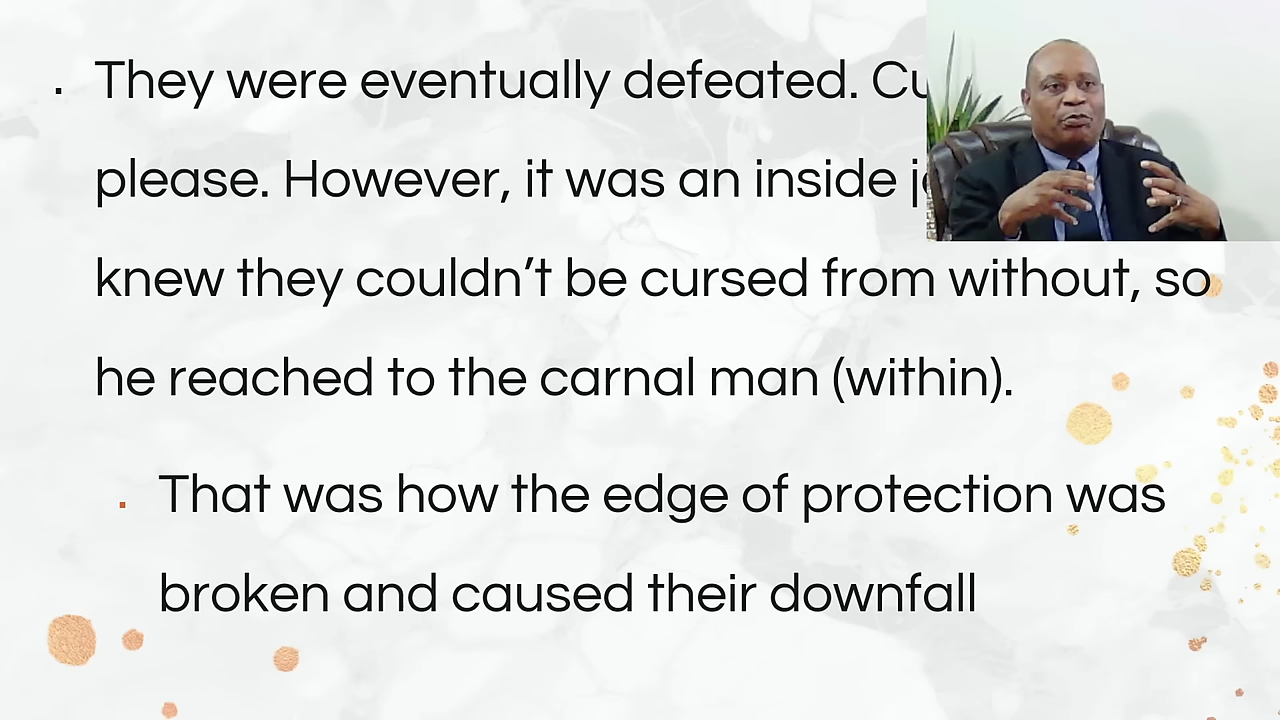 They were eventually defeated.
please. However, it was an inside
knew they couldn’t be cursed from without, so
he reached to the carnal man (within).
That was how the edge of protection was
broken and caused their downfall